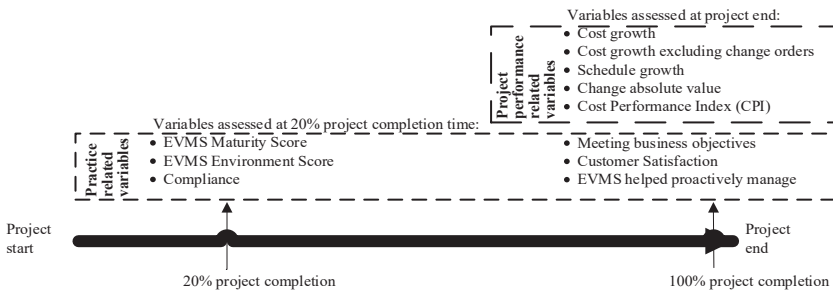 Variables assessed at project end:
Project
performance
related
variables
• Cost growth
• Cost growth excluding change orders
• Schedule growth
• Change absolute value
• Cost Performance Index (CPI)
Variables assessed at 20% project completion time:
Practice
related
variables
• EVMS Maturity Score
• EVMS Environment Score
• Compliance
• Meeting business objectives
• Customer Satisfaction
• EVMS helped proactively manage
Project
start
Project
end
20% project completion
100% project completion